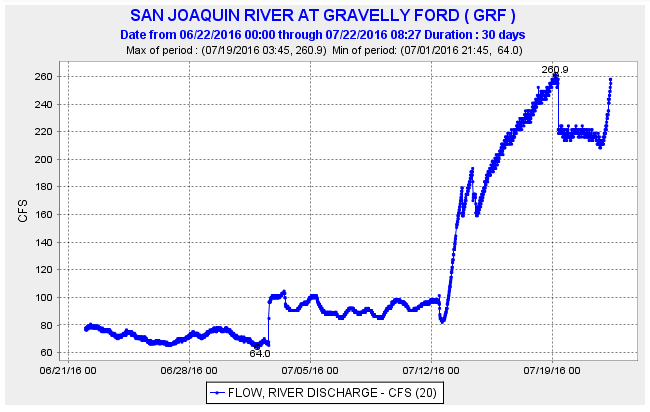 SAN JOAQUIN RIVER AT GRAVELLY FORD ( GRF )
Date from 06/22/2016 00:00 through 07/22/2016 08:27 Duration : 30 days
Max of period : (07/19/2016 03:45, 260.9) Min of period: (07/01/2016 21:45, 64.0)
260.9
260
240
220
200
180
160
140
120
100
80
60
CFS
64.0
06/21/16 00 06/28/16 00 07/05/16 00 07/12/16 00 07/19/16 00
FLOW, RIVER DISCHARGE - CFS (20)